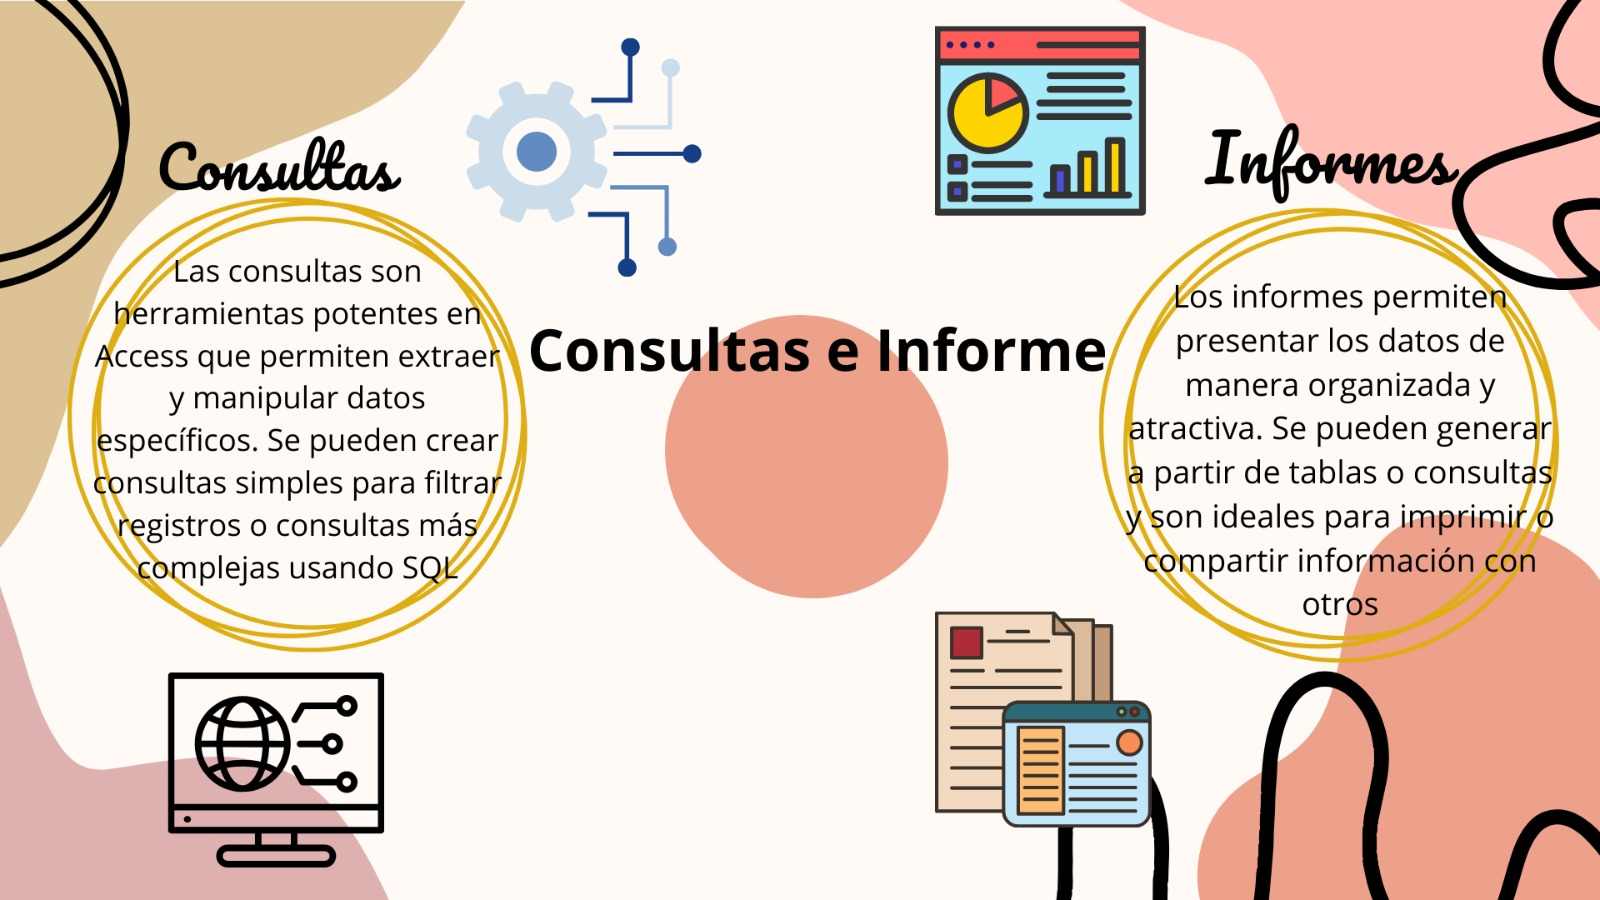 Consultas
Las consultas son
herramientas potentes en
Access que permiten extraer
y manipular datos
específicos. Se pueden crear
consultas simples para filtrar
registros o consultas más
complejas usando SQL
Consultas e Informe
Informes
Los informes permiten
presentar los datos de
manera organizada y
atractiva. Se pueden generar
a partir de tablas o consultas
y son ideales para imprimir o
compartir información con
otros